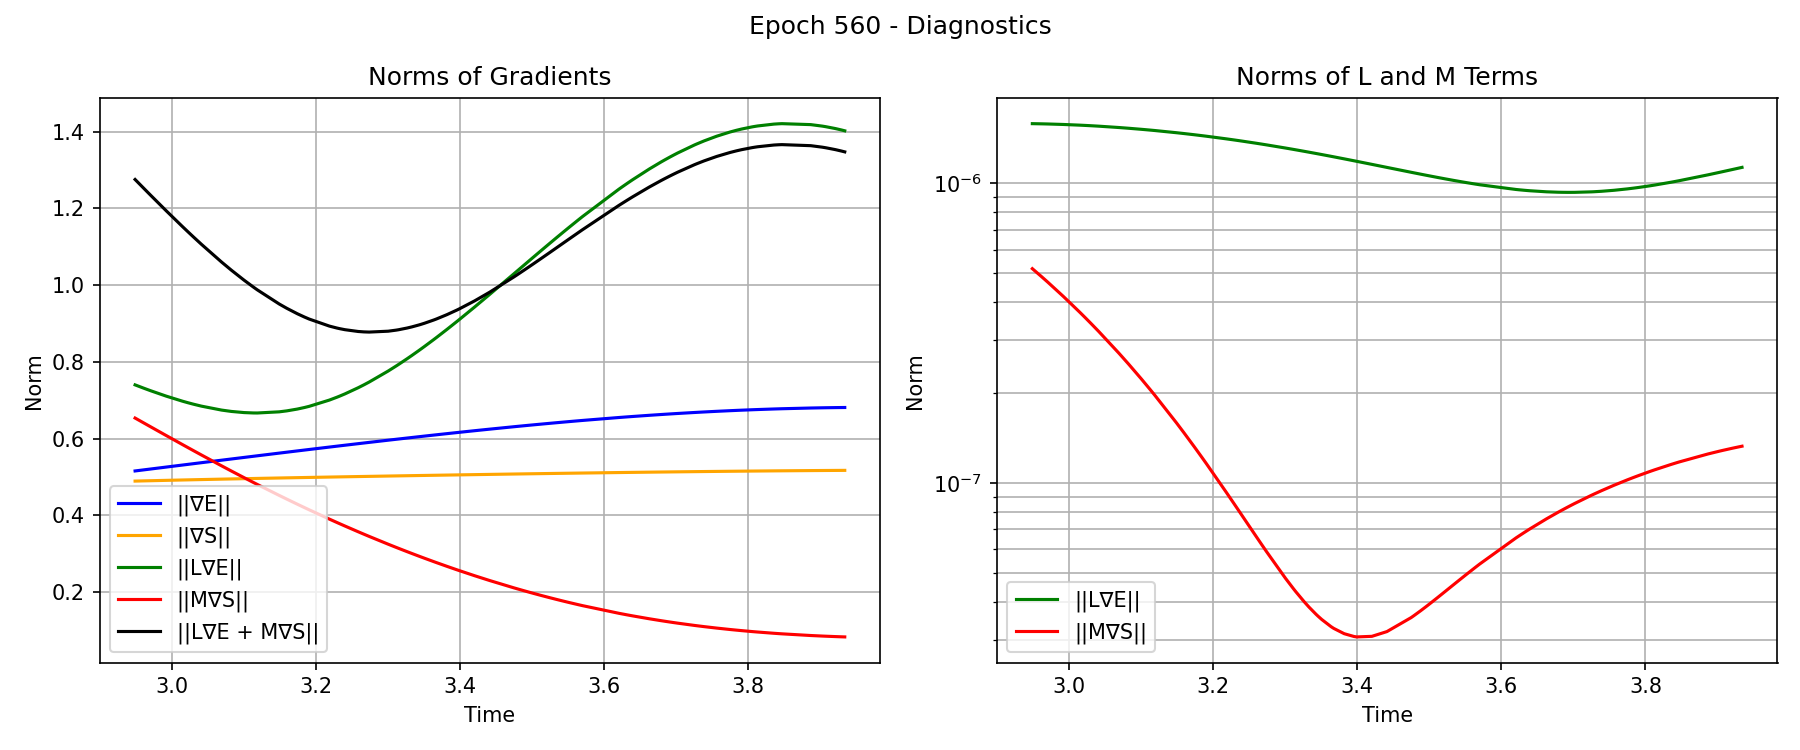 Epoch 560 - Diagnostics
Norms of Gradients
Norm
1.4
1.2
1.0
0.8
0.6
0.4
0.2
||∇E||
||∇S||
||L∇E||
||M∇S||
||L∇E + M∇S||
3.0 3.2 3.4 3.6 3.8
Time
Norms of L and M Terms
Norm
10⁻⁶
10⁻⁷
||L∇E||
||M∇S||
3.0 3.2 3.4 3.6 3.8
Time